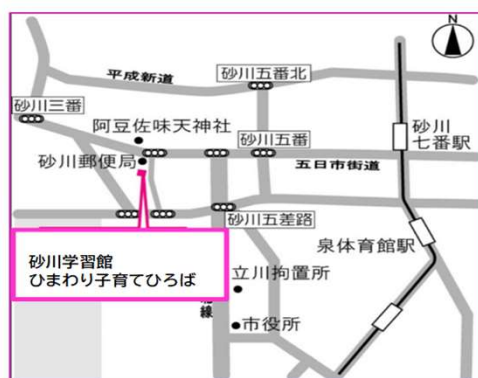 N
平成新道
砂川五番北
砂川三番
阿豆佐味天神社
砂川五番
砂川
七番駅
砂川郵便局
五日市街道
砂川五差路
泉体育館駅
砂川学習館
ひまわり子育てひろば
立川拘置所
北線
市役所